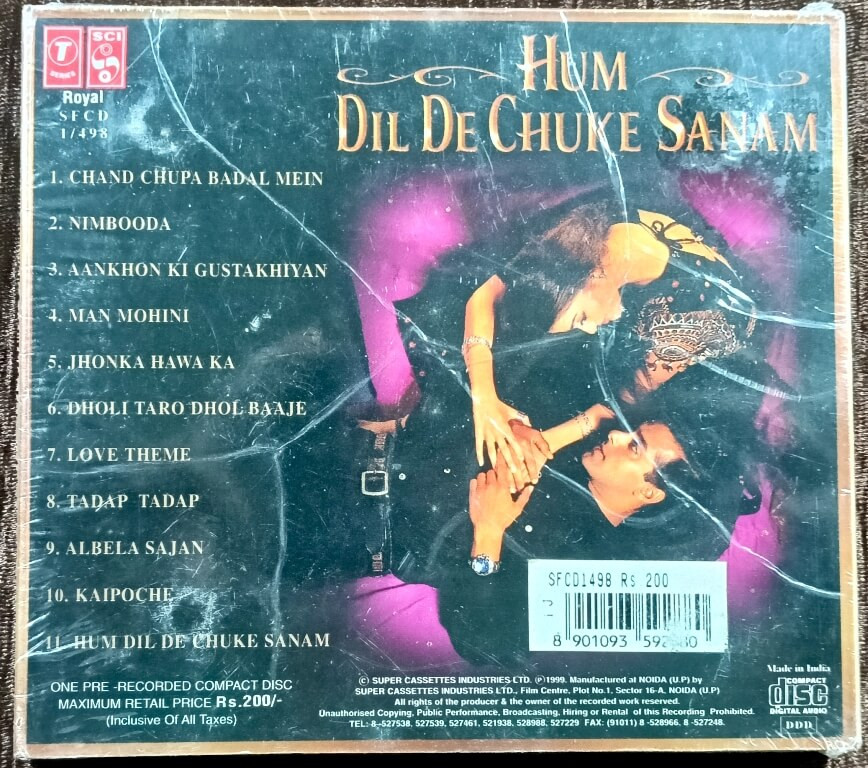 T
SERIES
SCI
Royal
SFCD
1/498
HUM
DIL DE CHUKE SANAM
1. CHAND CHUPA BADAL MEIN
2. NIMBOODA
3. AANKHON KI GUSTAKHIYAN
4. MAN MOHINI
5. JHONKA HAWA KA
6. DHOLI TARO DHOL BAAJE
7. LOVE THEME
8. TADAP TADAP
9. ALBELA SAJAN
10. KAIPOCHE
11. HUM DIL DE CHUKE SANAM
SFCD1498 Rs 200
8 901093
ONE PRE -RECORDED COMPACT DISC
MAXIMUM RETAIL PRICE Rs.200/-
(Inclusive Of All Taxes)
© SUPER CASSETTES INDUSTRIES LTD. ℗1999. Manufactured at NOIDA (U.P) by
SUPER CASSETTES INDUSTRIES LTD., Film Centre, Plot No.1, Sector 16-A, NOIDA (U.P)
All rights of the producer & the owner of the recorded work reserved.
Unauthorised Copying, Public Performance, Broadcasting, Hiring or Rental of this Recording Prohibited.
TEL: 8--527538, 527539, 527461, 521938, 528988, 527229 FAX: (91011) 8 -528966, 8 -527248.
Made in India
COMPACT
disc
DIGITAL AUDIO
DDD